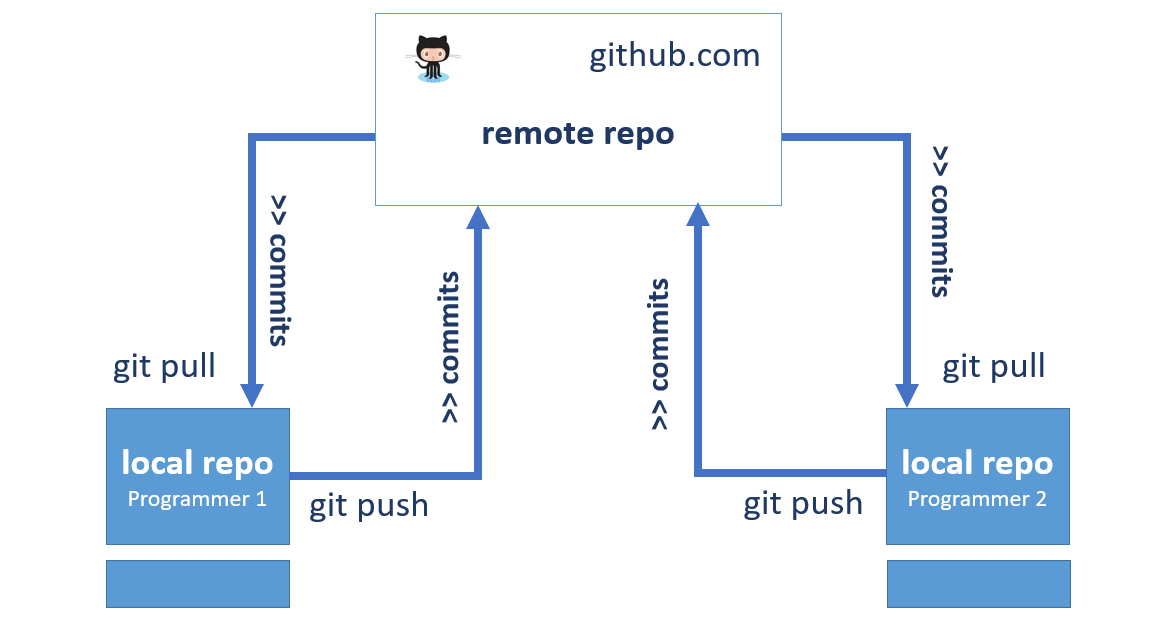 github.com
remote repo
>> commits
>> commits
<< commits
<< commits
git pull
git pull
local repo
Programmer 1
local repo
Programmer 2
git push
git push